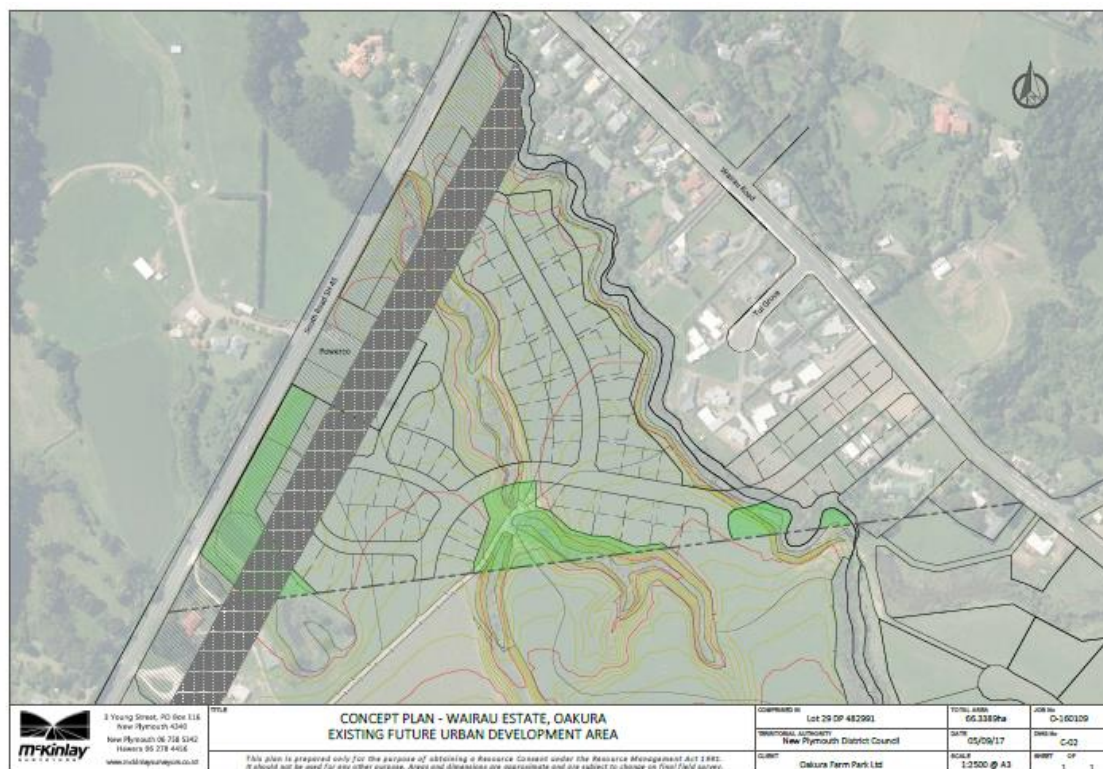 South Road SH 45
Powerco
Wairau Road
Tui Grove
McKinlay
SURVEYORS
3 Young Street, PO Box 316
New Plymouth 4340
New Plymouth 06 758 5342
Hawera 06 278 4456
www.mckinlaysurveyors.co.nz
TITLE
CONCEPT PLAN - WAIRAU ESTATE, OAKURA
EXISTING FUTURE URBAN DEVELOPMENT AREA
This plan is prepared only for the purpose of obtaining a Resource Consent under the Resource Management Act 1991.
It should not be used for any other purpose. Areas and dimensions are approximate and are subject to change on final field survey.
COMPRISED IN
Lot 29 DP 482991
TERRITORIAL AUTHORITY
New Plymouth District Council
CLIENT
Oakura Farm Park Ltd
TOTAL AREA
66.3389ha
DATE
05/09/17
SCALE
1:2500 @ A3
JOB No
O-160109
DWG No
C-02
SHEET OF
1 1